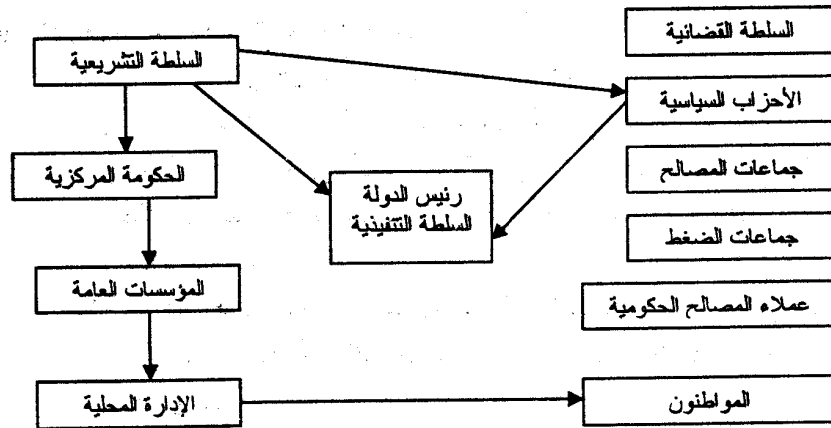 السلطة القضائية
السلطة التشريعية
الأحزاب السياسية
الحكومة المركزية
جماعات المصالح
رئيس الدولة
السلطة التنفيذية
جماعات الضغط
المؤسسات العامة
عملاء المصالح الحكومية
الإدارة المحلية
المواطنون